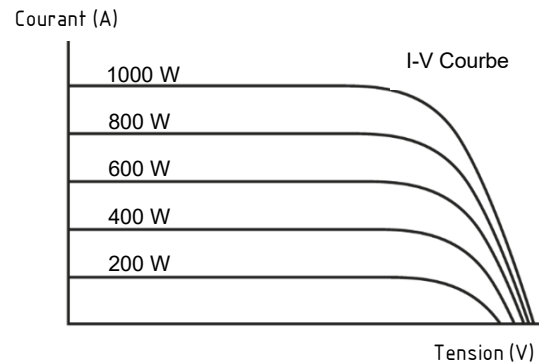 Courant (A)
I-V Courbe
1000 W
800 W
600 W
400 W
200 W
Tension (V)